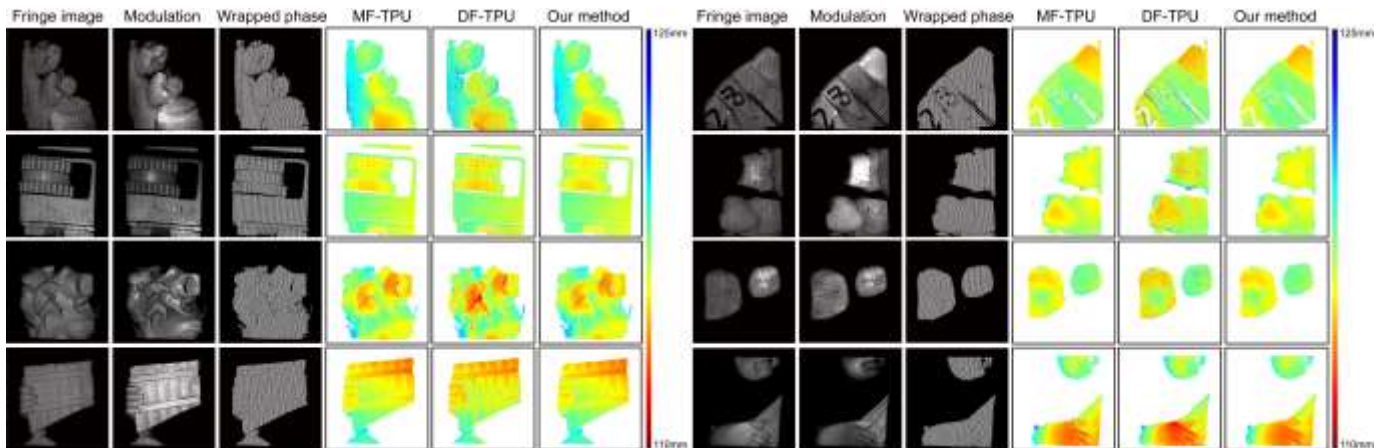 Fringe image Modulation Wrapped phase MF-TPU DF-TPU Our method
125mm
110mm
Fringe image Modulation Wrapped phase MF-TPU DF-TPU Our method
125mm
110mm